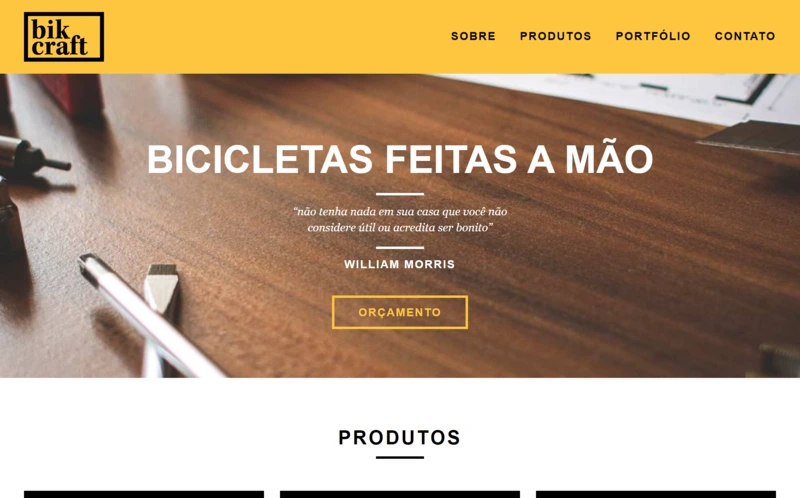 bik
craft
SOBRE PRODUTOS PORTFÓLIO CONTATO
BICICLETAS FEITAS A MÃO
“não tenha nada em sua casa que você não
considere útil ou acredita ser bonito”
WILLIAM MORRIS
ORÇAMENTO
PRODUTOS